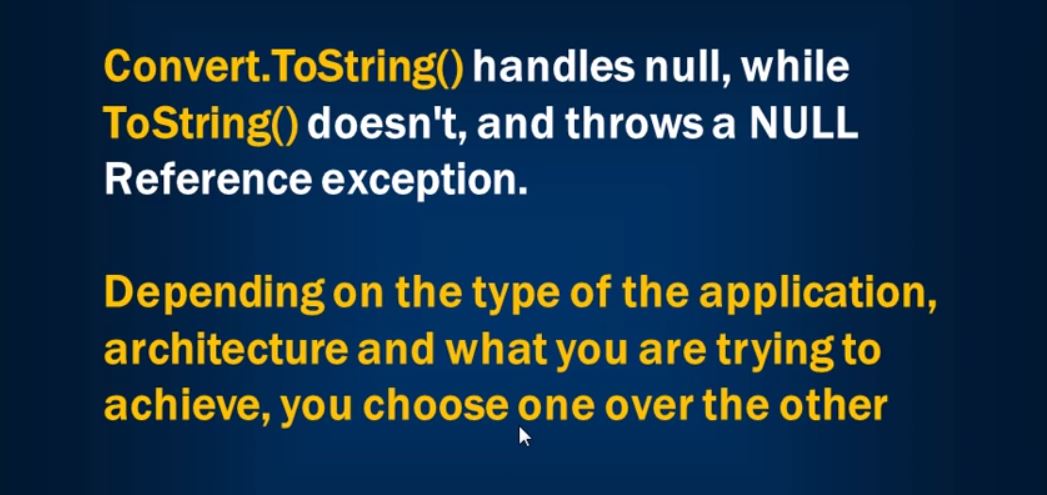 Convert.ToString() handles null, while
ToString() doesn't, and throws a NULL
Reference exception.
Depending on the type of the application,
architecture and what you are trying to
achieve, you choose one over the other